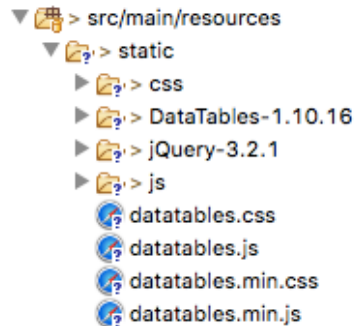 > src/main/resources
> static
> css
> DataTables-1.10.16
> jQuery-3.2.1
> js
datatables.css
datatables.js
datatables.min.css
datatables.min.js